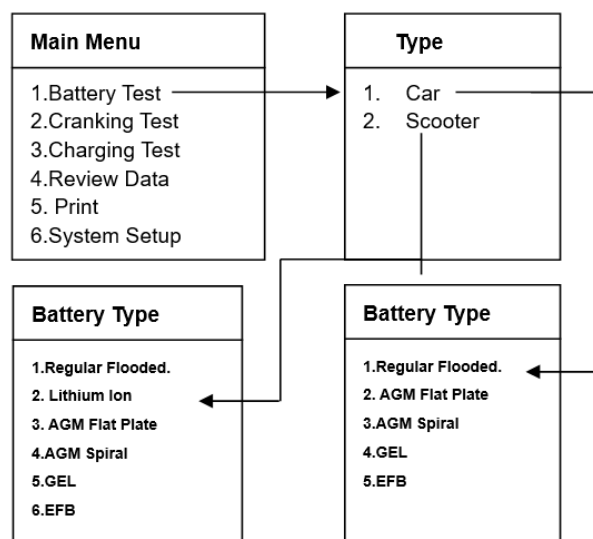 Main Menu
1.Battery Test
2.Cranking Test
3.Charging Test
4.Review Data
5. Print
6.System Setup
Type
1. Car
2. Scooter
Battery Type
1.Regular Flooded.
2. Lithium Ion
3. AGM Flat Plate
4.AGM Spiral
5.GEL
6.EFB
Battery Type
1.Regular Flooded.
2. AGM Flat Plate
3.AGM Spiral
4.GEL
5.EFB